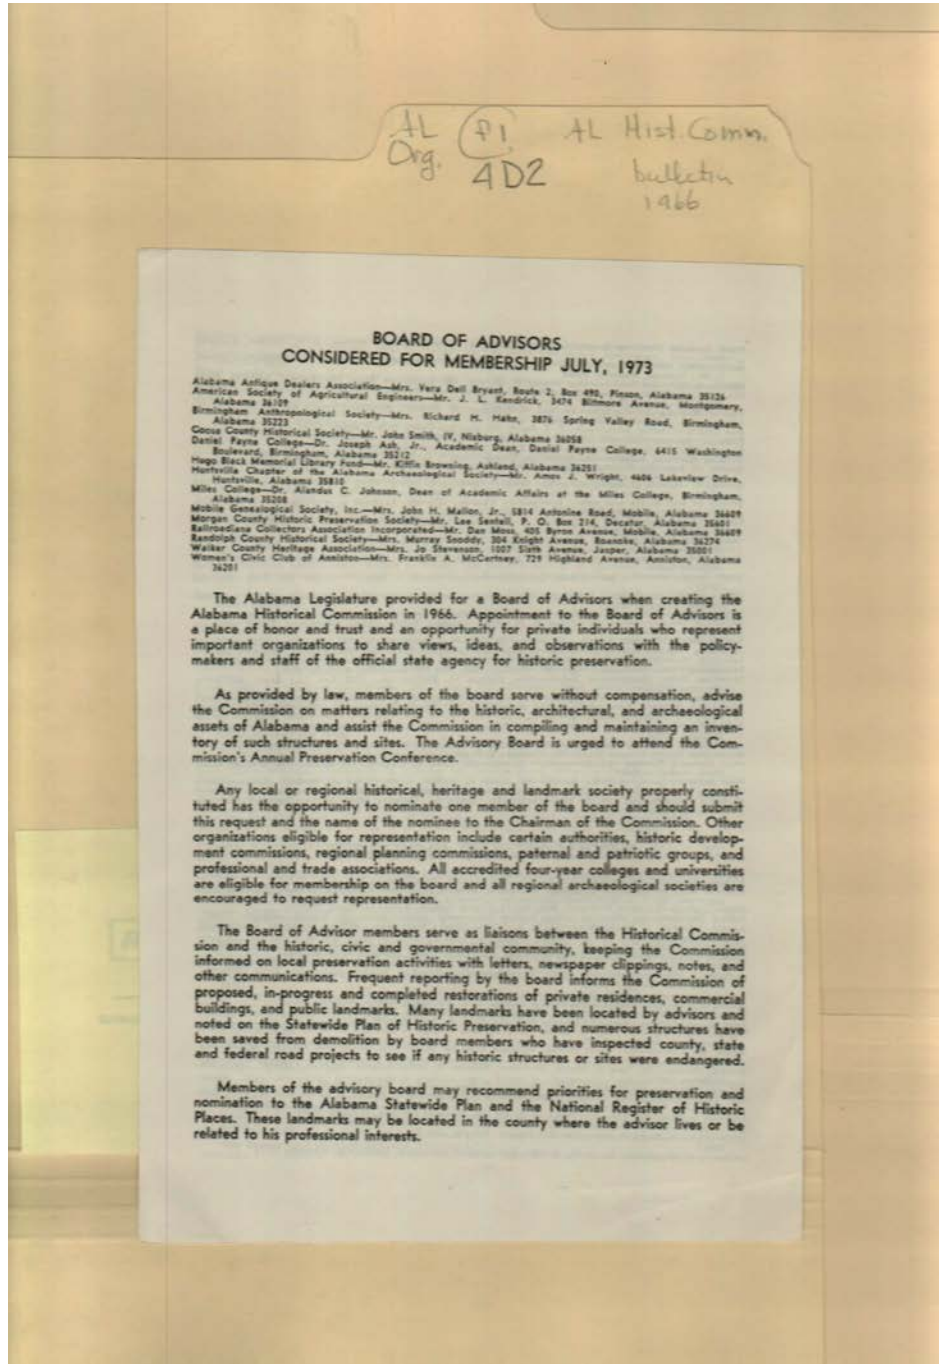 AL P1 AL Hist. Comm.
Org. 4D2 bulletin
1966
BOARD OF ADVISORS
CONSIDERED FOR MEMBERSHIP JULY, 1973
Alabama Antique Dealers Association—Mrs. Vera Dell Bryant, Route 2, Box 490, Pinson, Alabama 35126
American Society of Agricultural Engineers—Mr. J. L. Kendrick, 3474 Biltmore Avenue, Montgomery,
Alabama 36109
Birmingham Anthropological Society—Mrs. Richard H. Hahn, 3876 Spring Valley Road, Birmingham,
Alabama 35223
Coosa County Historical Society—Mr. John Smith, IV, Nixburg, Alabama 36058
Daniel Payne College—Dr. Joseph Ash, Jr., Academic Dean, Daniel Payne College, 6415 Washington
Boulevard, Birmingham, Alabama 35212
Hugo Black Memorial Library Fund—Mr. Kiffin Browning, Ashland, Alabama 36251
Huntsville Chapter of the Alabama Archaeological Society—Mr. Amos J. Wright, 4606 Lakeview Drive,
Huntsville, Alabama 35810
Miles College—Dr. Alandus C. Johnson, Dean of Academic Affairs at the Miles College, Birmingham,
Alabama 35208
Mobile Genealogical Society, Inc.—Mrs. John H. Mallon, Jr., 5814 Antoine Road, Mobile, Alabama 36609
Morgan County Historic Preservation Society—Mr. Lee Sentell, P. O. Box 214, Decatur, Alabama 35601
Railroadiana Collectors Association Incorporated—Mr. Dan Moss, 405 Byron Avenue, Mobile, Alabama 36609
Randolph County Historical Society—Mrs. Murray Snoddy, 304 Knight Avenue, Roanoke, Alabama 36274
Walker County Heritage Association—Mrs. Jo Stevenson, 1007 Sixth Avenue, Jasper, Alabama 35001
Women's Civic Club of Anniston—Mrs. Franklin A. McCartney, 729 Highland Avenue, Anniston, Alabama
36201
The Alabama Legislature provided for a Board of Advisors when creating the
Alabama Historical Commission in 1966. Appointment to the Board of Advisors is
a place of honor and trust and an opportunity for private individuals who represent
important organizations to share views, ideas, and observations with the policy-
makers and staff of the official state agency for historic preservation.
As provided by law, members of the board serve without compensation, advise
the Commission on matters relating to the historic, architectural, and archaeological
assets of Alabama and assist the Commission in compiling and maintaining an inven-
tory of such structures and sites. The Advisory Board is urged to attend the Com-
mission's Annual Preservation Conference.
Any local or regional historical, heritage and landmark society properly consti-
tuted has the opportunity to nominate one member of the board and should submit
this request and the name of the nominee to the Chairman of the Commission. Other
organizations eligible for representation include certain authorities, historic develop-
ment commissions, regional planning commissions, paternal and patriotic groups, and
professional and trade associations. All accredited four-year colleges and universities
are eligible for membership on the board and all regional archaeological societies are
encouraged to request representation.
The Board of Advisor members serve as liaisons between the Historical Commis-
sion and the historic, civic and governmental community, keeping the Commission
informed on local preservation activities with letters, newspaper clippings, notes, and
other communications. Frequent reporting by the board informs the Commission of
proposed, in-progress and completed restorations of private residences, commercial
buildings, and public landmarks. Many landmarks have been located by advisors and
noted on the Statewide Plan of Historic Preservation, and numerous structures have
been saved from demolition by board members who have inspected county, state
and federal road projects to see if any historic structures or sites were endangered.
Members of the advisory board may recommend priorities for preservation and
nomination to the Alabama Statewide Plan and the National Register of Historic
Places. These landmarks may be located in the county where the advisor lives or be
related to his professional interests.